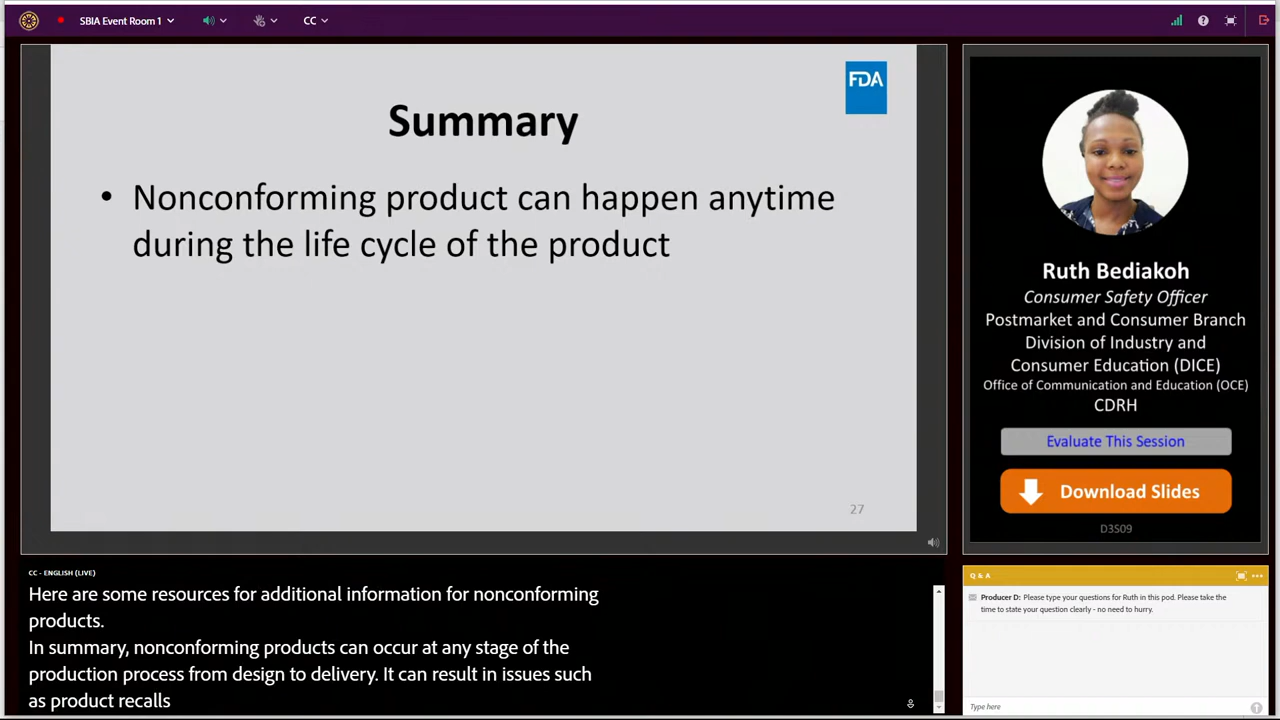 SBIA Event Room 1
CC
FDA
Summary
• Nonconforming product can happen anytime
during the life cycle of the product
27
Ruth Bediakoh
Consumer Safety Officer
Postmarket and Consumer Branch
Division of Industry and
Consumer Education (DICE)
Office of Communication and Education (OCE)
CDRH
Evaluate This Session
Download Slides
D3S09
CC - ENGLISH (LIVE)
Here are some resources for additional information for nonconforming
products.
In summary, nonconforming products can occur at any stage of the
production process from design to delivery. It can result in issues such
as product recalls
Q & A
Producer D: Please type your questions for Ruth in this pod. Please take the
time to state your question clearly - no need to hurry.
Type here